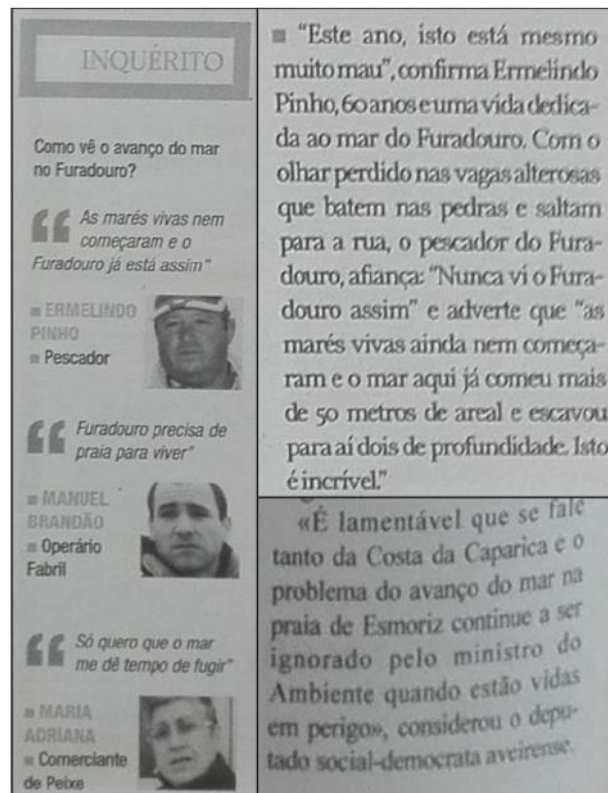 INQUÉRITO
Como vê o avanço do mar
no Furadouro?
As marés vivas nem
começaram e o
Furadouro já está assim"
ERMELINDO
PINHO
Pescador
Furadouro precisa de
praia para viver"
MANUEL
BRANDÃO
Operário
Fabril
Só quero que o mar
me dê tempo de fugir"
MARIA
ADRIANA
Comerciante
de Peixe
"Este ano, isto está mesmo
muito mau", confirma Ermelindo
Pinho, 60 anos e uma vida dedica-
da ao mar do Furadouro. Com o
olhar perdido nas vagas alterosas
que batem nas pedras e saltam
para a rua, o pescador do Fura-
douro, afiança: "Nunca vi o Fura-
douro assim" e adverte que "as
marés vivas ainda nem começa-
ram e o mar aqui já comeu mais
de 50 metros de areal e escavou
para aí dois de profundidade. Isto
é incrível."
«É lamentável que se fale
tanto da Costa da Caparica e o
problema do avanço do mar na
praia de Esmoriz continue a ser
ignorado pelo ministro do
Ambiente quando estão vidas
em perigo», considerou o depu-
tado social-democrata aveirense.